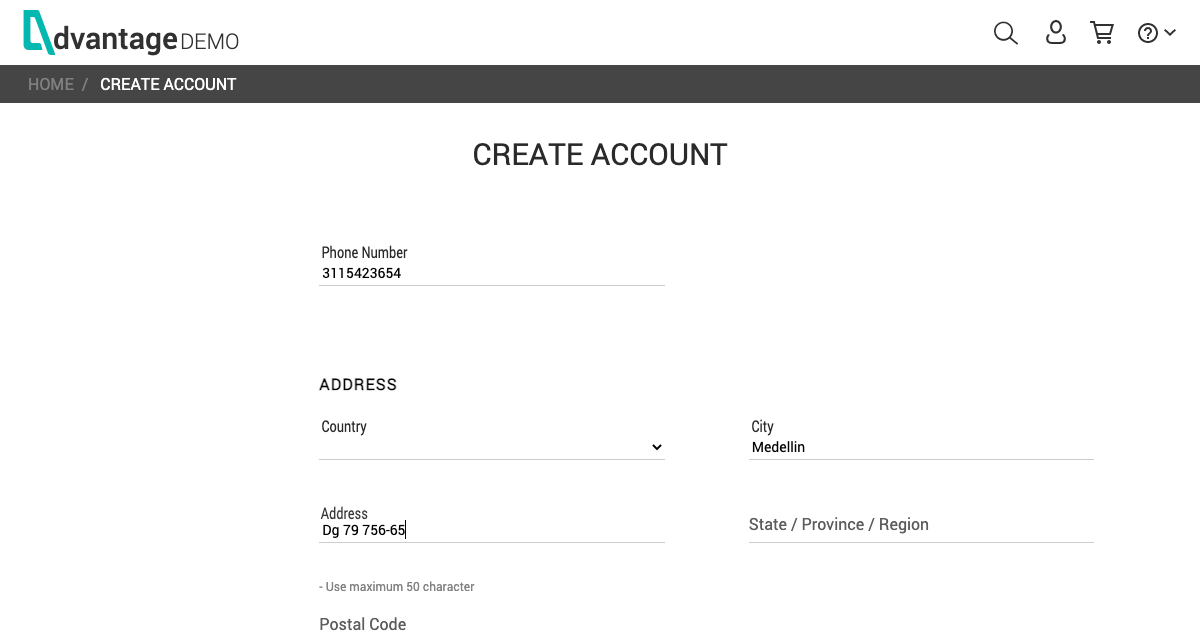 dvantage DEMO
HOME / CREATE ACCOUNT
CREATE ACCOUNT
Phone Number
3115423654
ADDRESS
Country
City
Medellin
Address
Dg 79 756-65
State / Province / Region
- Use maximum 50 character
Postal Code